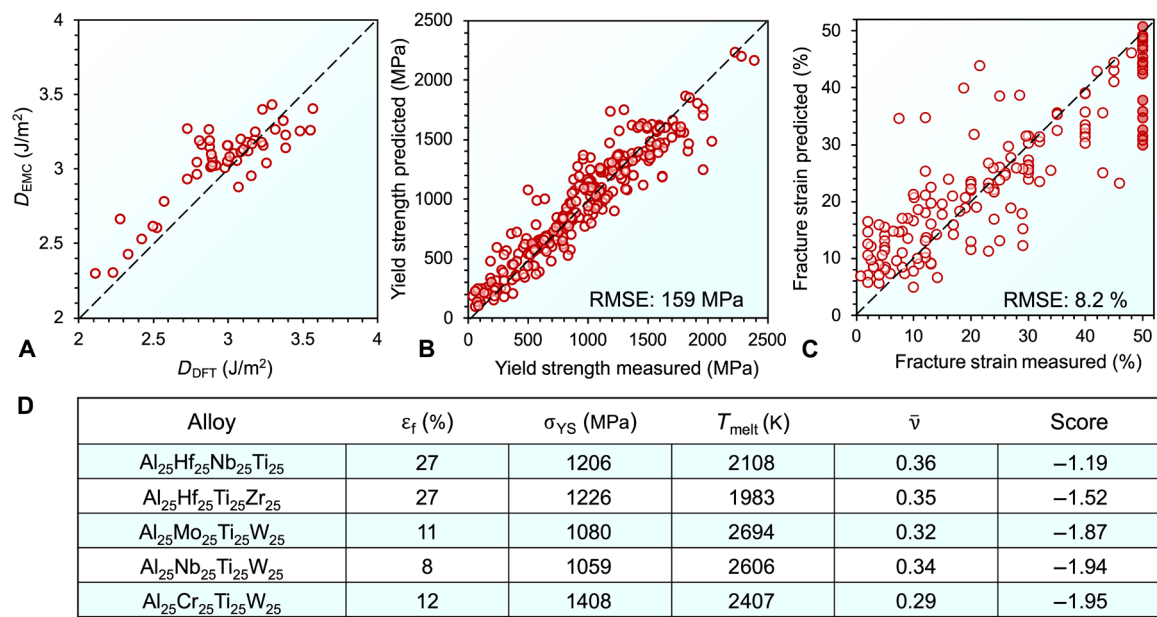 4
3.5
3
2.5
2
2 2.5 3 3.5 4
D_EMC (J/m²)
D_DFT (J/m²)
A
2500
2000
1500
1000
500
0
0 500 1000 1500 2000 2500
Yield strength predicted (MPa)
RMSE: 159 MPa
Yield strength measured (MPa)
B
50
40
30
20
10
0
0 10 20 30 40 50
Fracture strain predicted (%)
RMSE: 8.2 %
Fracture strain measured (%)
C
D
Alloy ε_f (%) σ_YS (MPa) T_melt (K) ν̄ Score
Al₂₅Hf₂₅Nb₂₅Ti₂₅ 27 1206 2108 0.36 –1.19
Al₂₅Hf₂₅Ti₂₅Zr₂₅ 27 1226 1983 0.35 –1.52
Al₂₅Mo₂₅Ti₂₅W₂₅ 11 1080 2694 0.32 –1.87
Al₂₅Nb₂₅Ti₂₅W₂₅ 8 1059 2606 0.34 –1.94
Al₂₅Cr₂₅Ti₂₅W₂₅ 12 1408 2407 0.29 –1.95